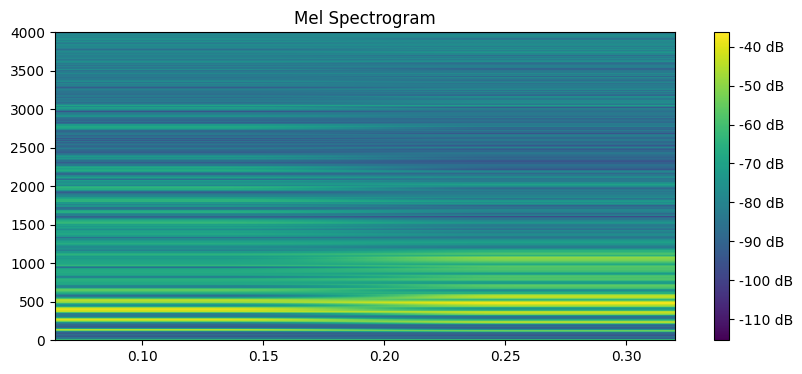 Mel Spectrogram
4000
3500
3000
2500
2000
1500
1000
500
0
0.10 0.15 0.20 0.25 0.30
-40 dB
-50 dB
-60 dB
-70 dB
-80 dB
-90 dB
-100 dB
-110 dB